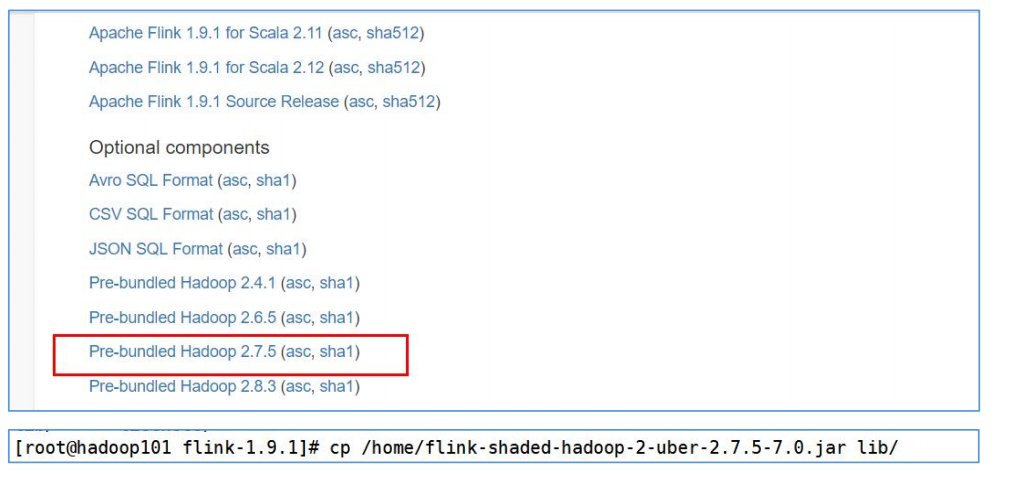 Apache Flink 1.9.1 for Scala 2.11 (asc, sha512)
Apache Flink 1.9.1 for Scala 2.12 (asc, sha512)
Apache Flink 1.9.1 Source Release (asc, sha512)
Optional components
Avro SQL Format (asc, sha1)
CSV SQL Format (asc, sha1)
JSON SQL Format (asc, sha1)
Pre-bundled Hadoop 2.4.1 (asc, sha1)
Pre-bundled Hadoop 2.6.5 (asc, sha1)
Pre-bundled Hadoop 2.7.5 (asc, sha1)
Pre-bundled Hadoop 2.8.3 (asc, sha1)
[root@hadoop101 flink-1.9.1]# cp /home/flink-shaded-hadoop-2-uber-2.7.5-7.0.jar lib/